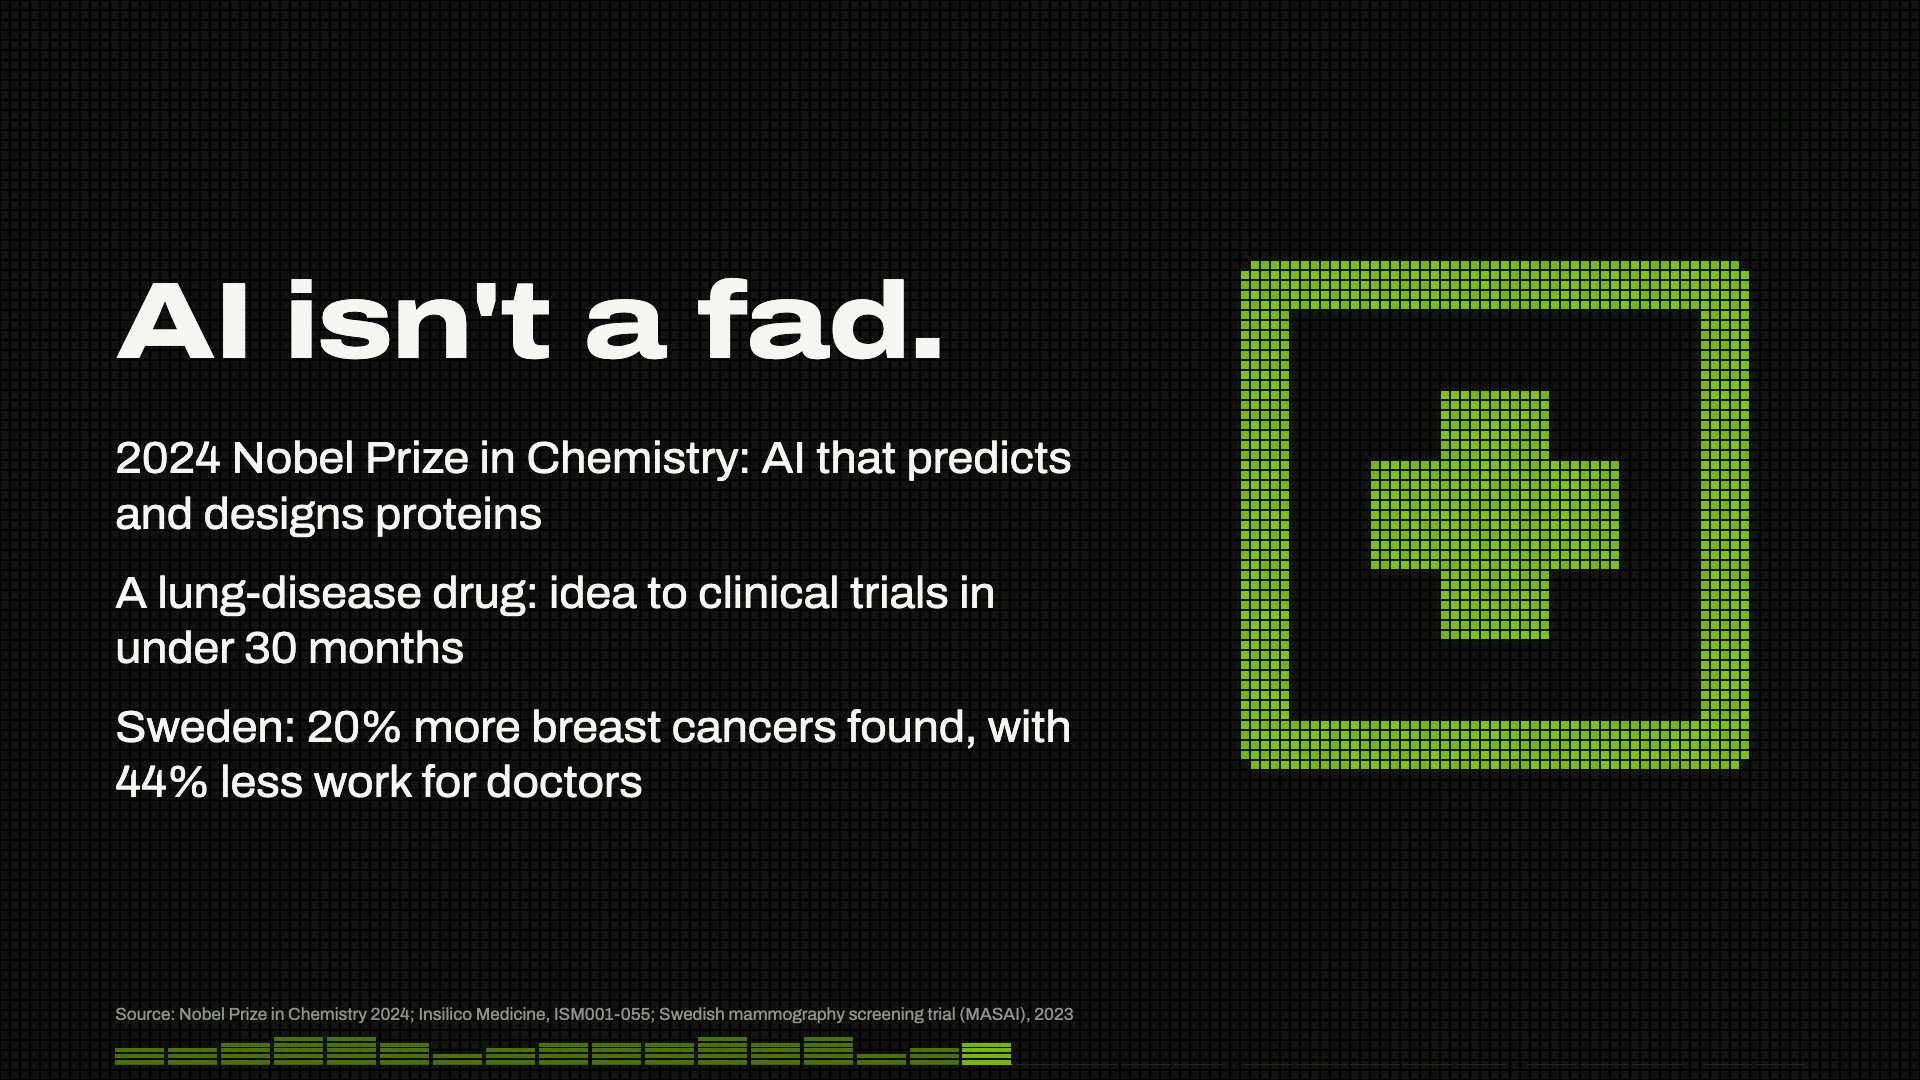 AI isn't a fad.
2024 Nobel Prize in Chemistry: AI that predicts
and designs proteins
A lung-disease drug: idea to clinical trials in
under 30 months
Sweden: 20% more breast cancers found, with
44% less work for doctors
Source: Nobel Prize in Chemistry 2024; Insilico Medicine, ISM001-055; Swedish mammography screening trial (MASAI), 2023